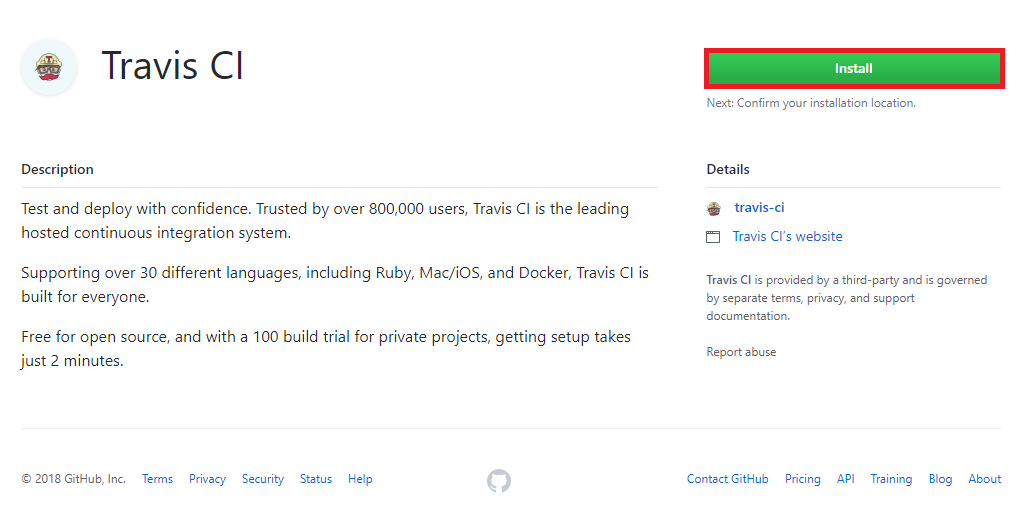 Travis CI
Install
Next: Confirm your installation location.
Description
Test and deploy with confidence. Trusted by over 800,000 users, Travis CI is the leading
hosted continuous integration system.
Supporting over 30 different languages, including Ruby, Mac/iOS, and Docker, Travis CI is
built for everyone.
Free for open source, and with a 100 build trial for private projects, getting setup takes
just 2 minutes.
Details
travis-ci
Travis CI's website
Travis CI is provided by a third-party and is governed
by separate terms, privacy, and support
documentation.
Report abuse
© 2018 GitHub, Inc. Terms Privacy Security Status Help Contact GitHub Pricing API Training Blog About